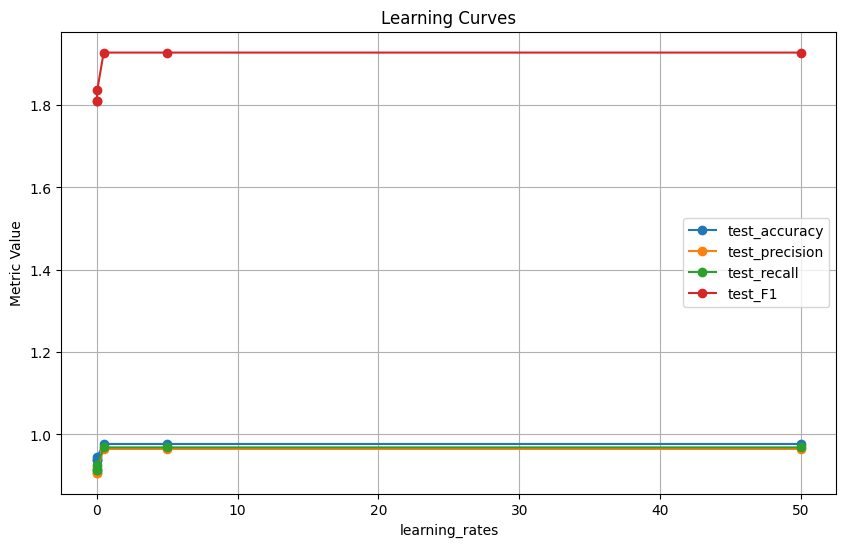 Learning Curves
1.8
1.6
1.4
1.2
1.0
Metric Value
test_accuracy
test_precision
test_recall
test_F1
0 10 20 30 40 50
learning_rates